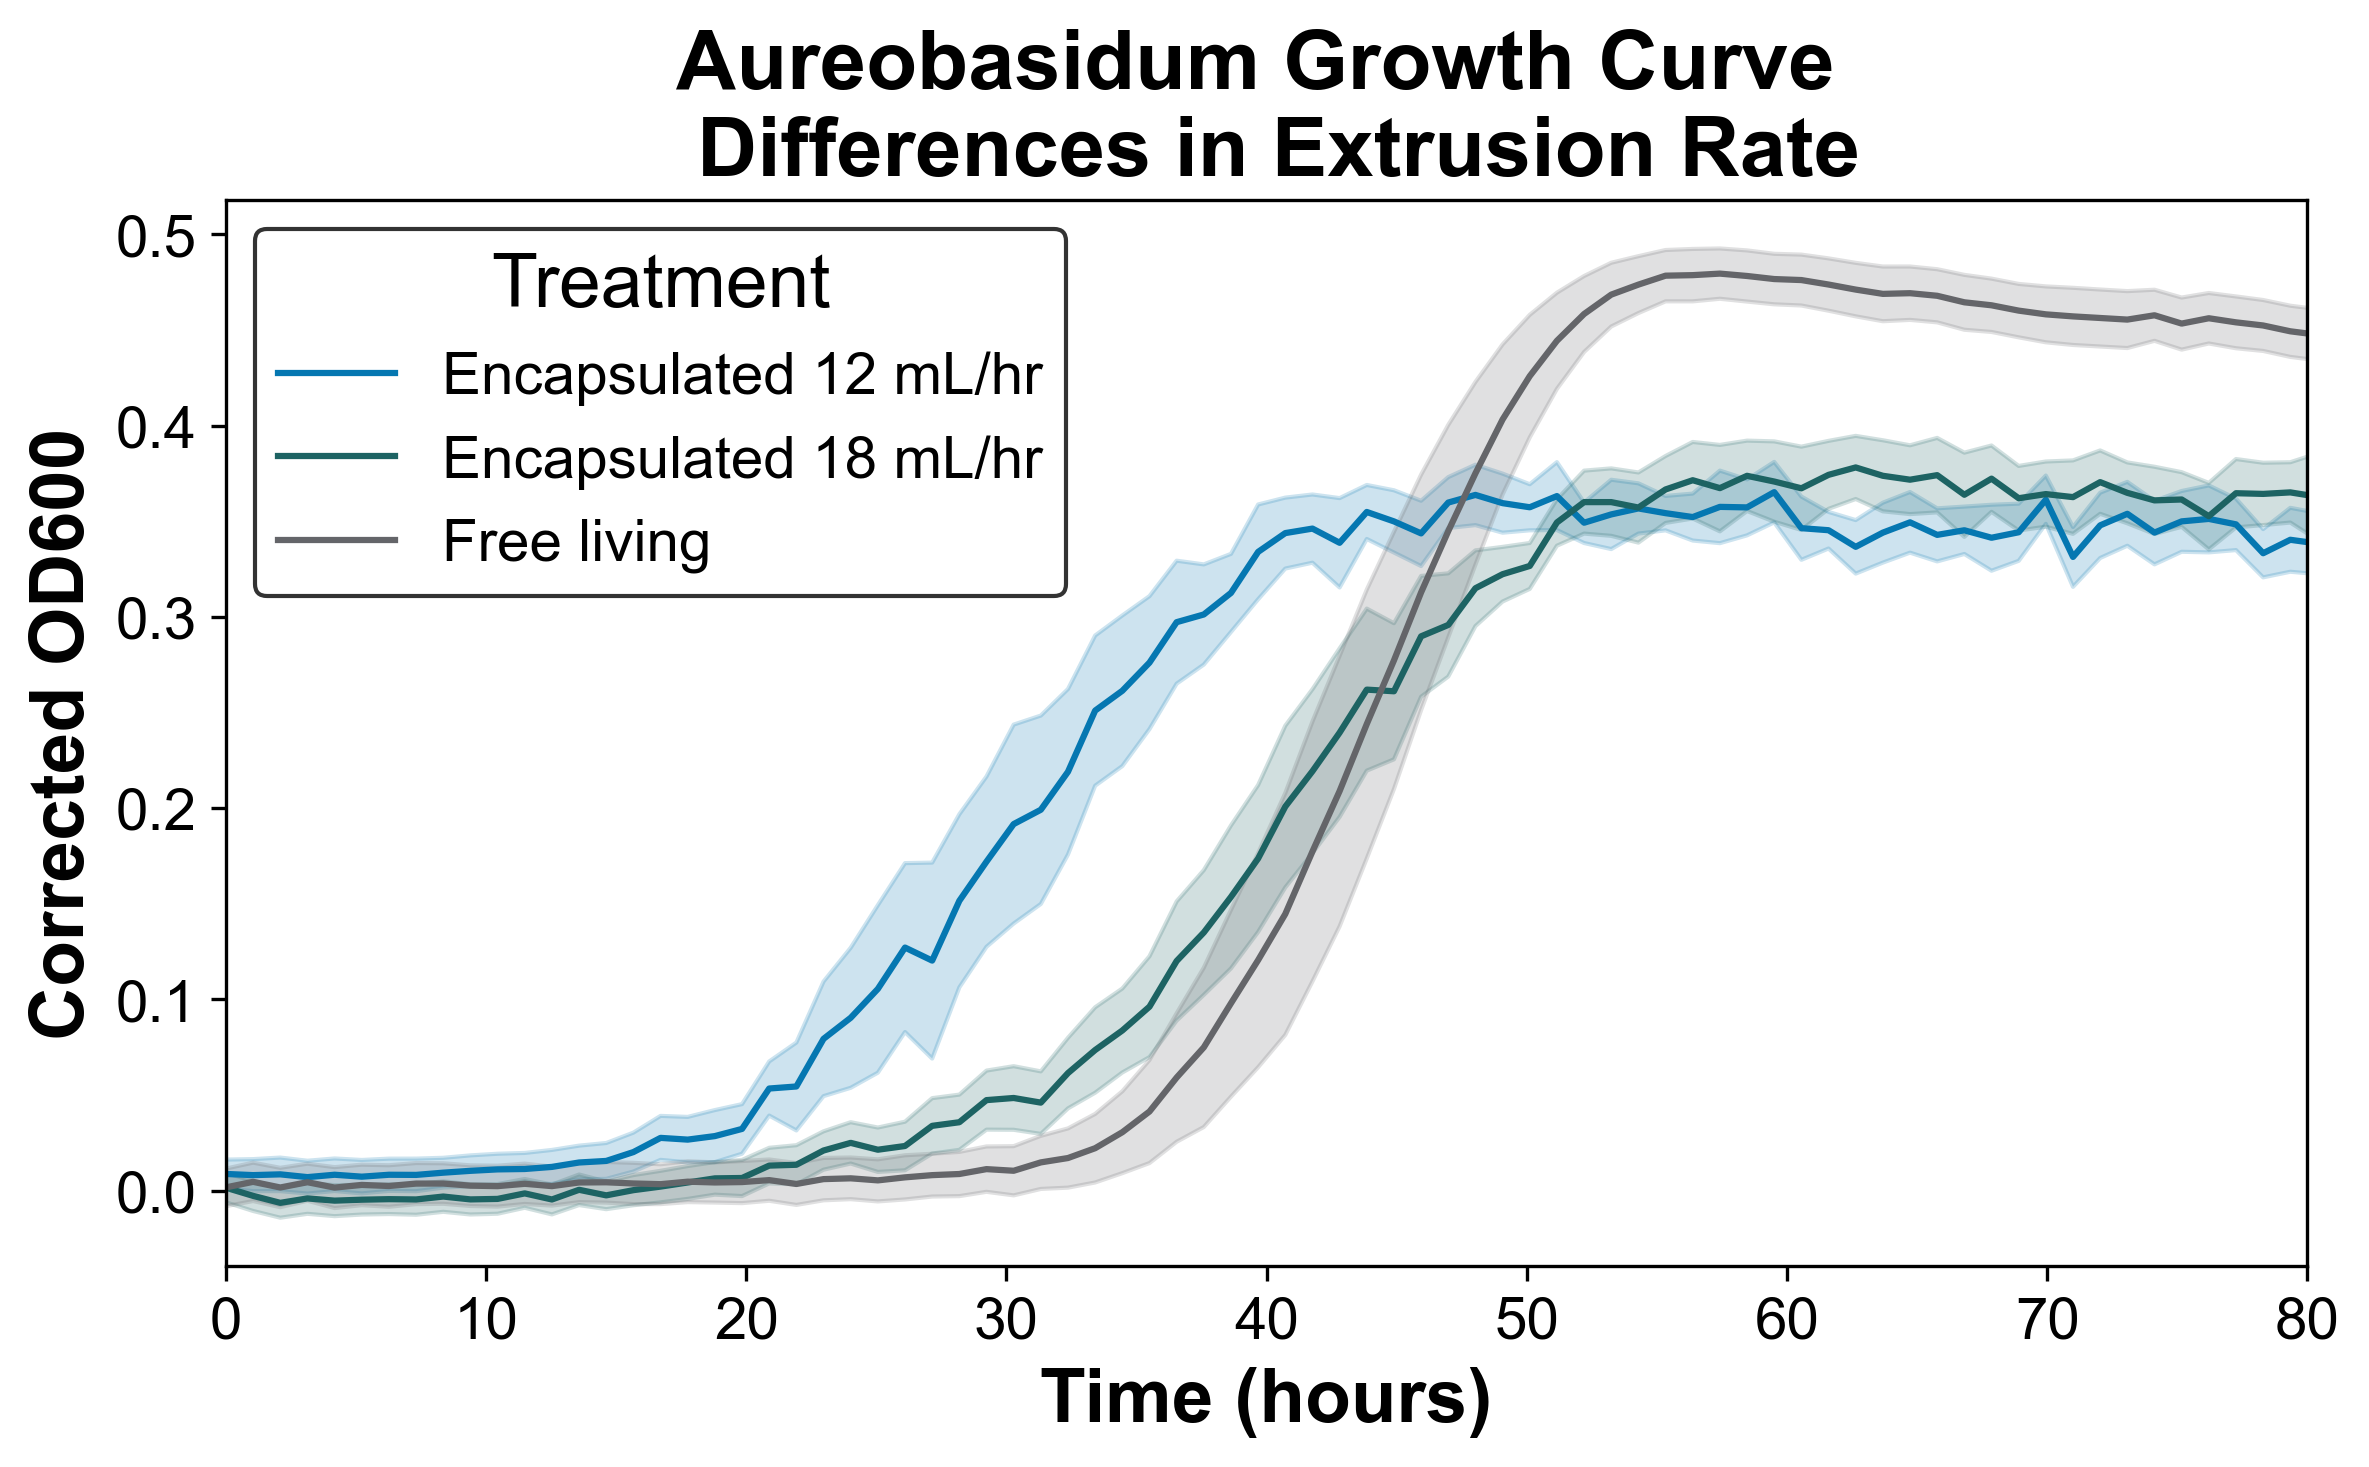 Aureobasidum Growth Curve
Differences in Extrusion Rate
Treatment
Encapsulated 12 mL/hr
Encapsulated 18 mL/hr
Free living
Corrected OD600
0.5
0.4
0.3
0.2
0.1
0.0
0 10 20 30 40 50 60 70 80
Time (hours)